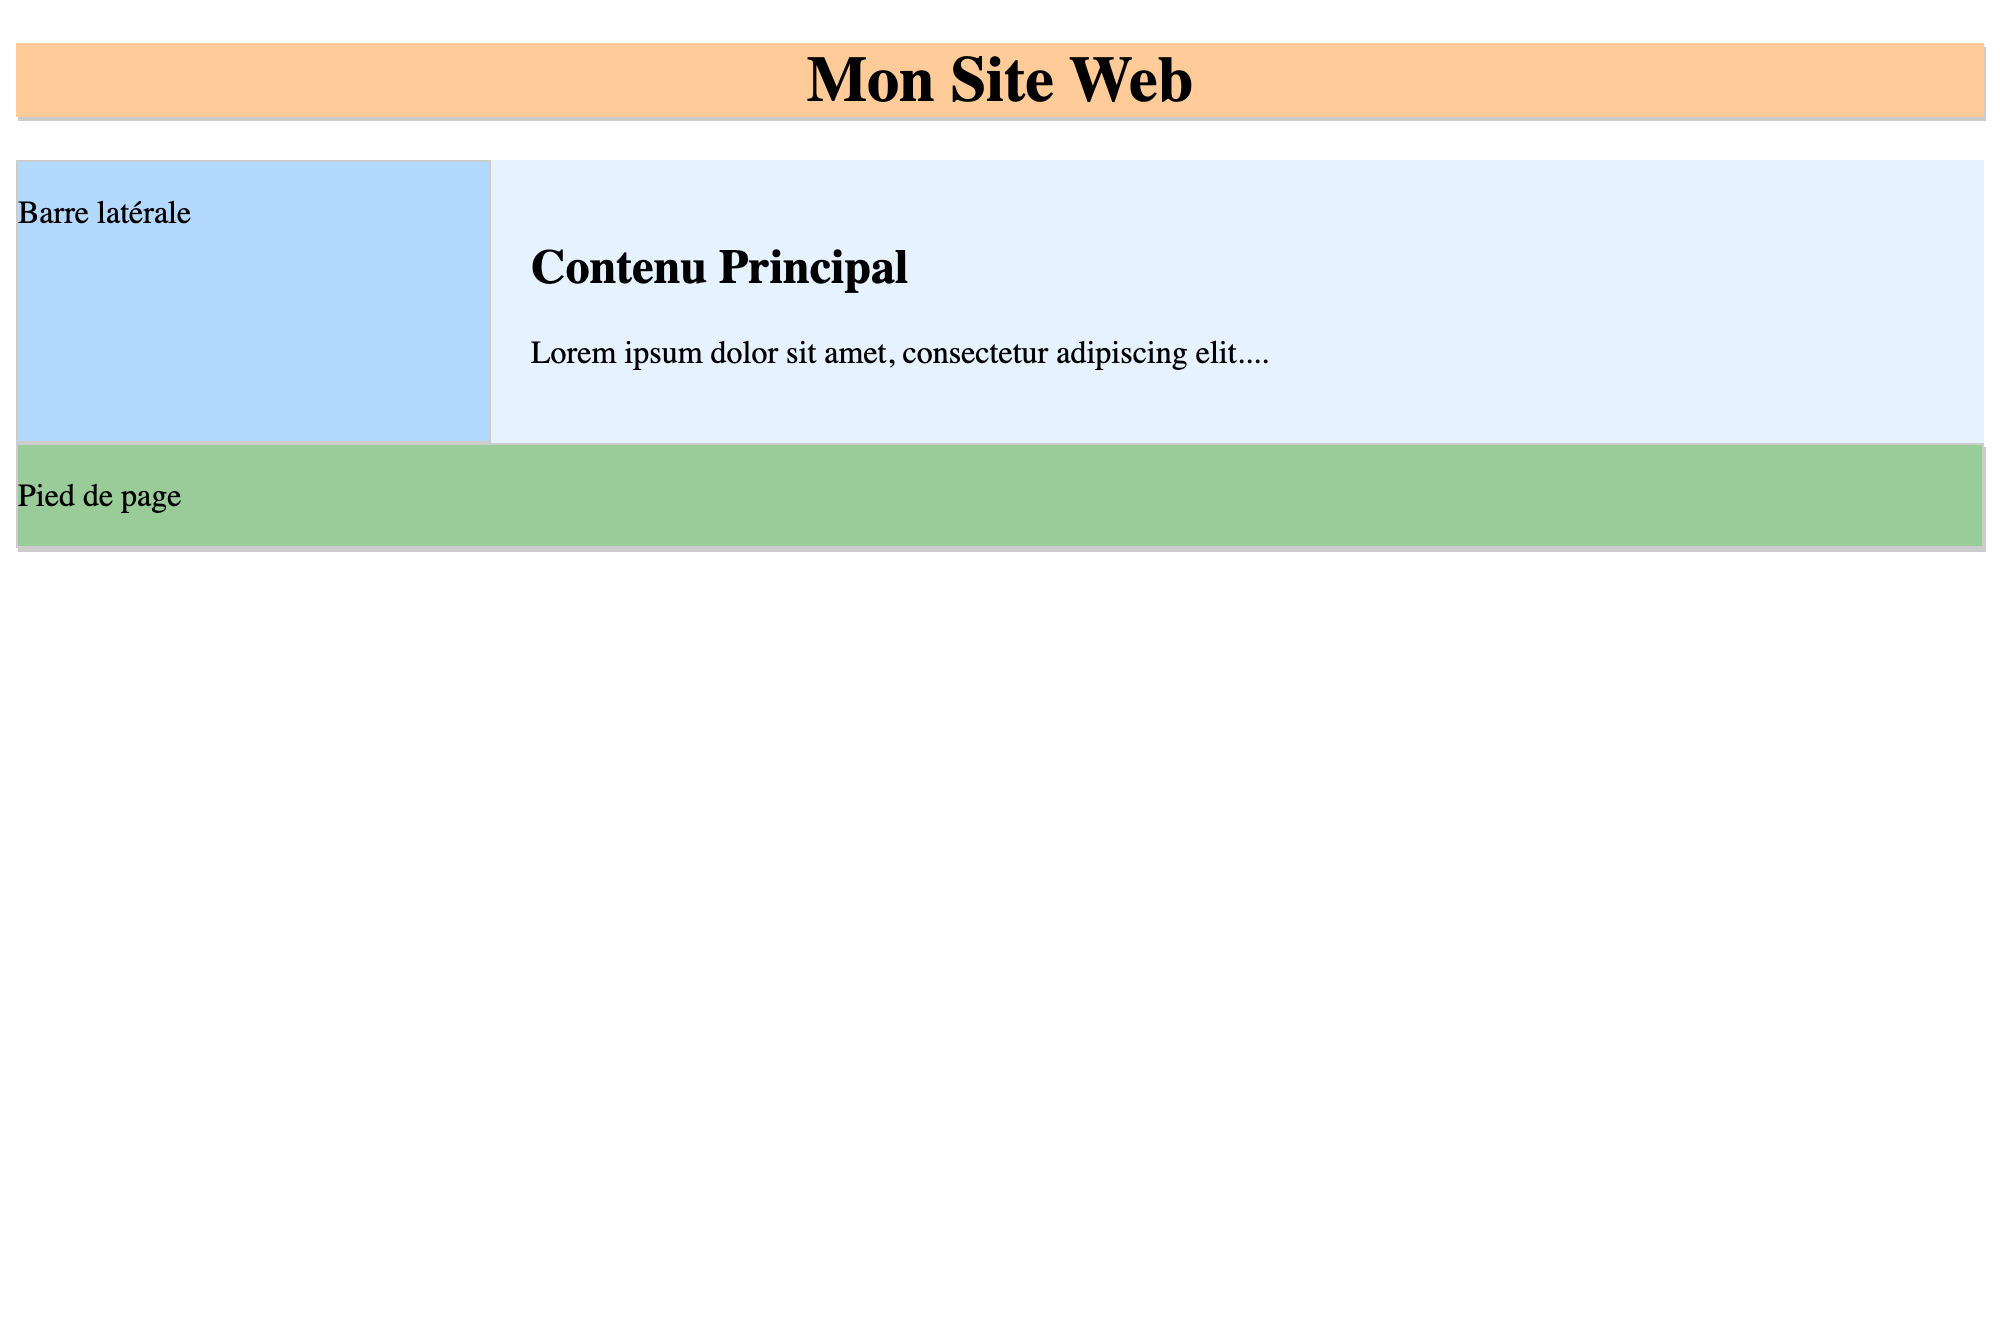 Mon Site Web
Barre latérale
Contenu Principal
Lorem ipsum dolor sit amet, consectetur adipiscing elit....
Pied de page